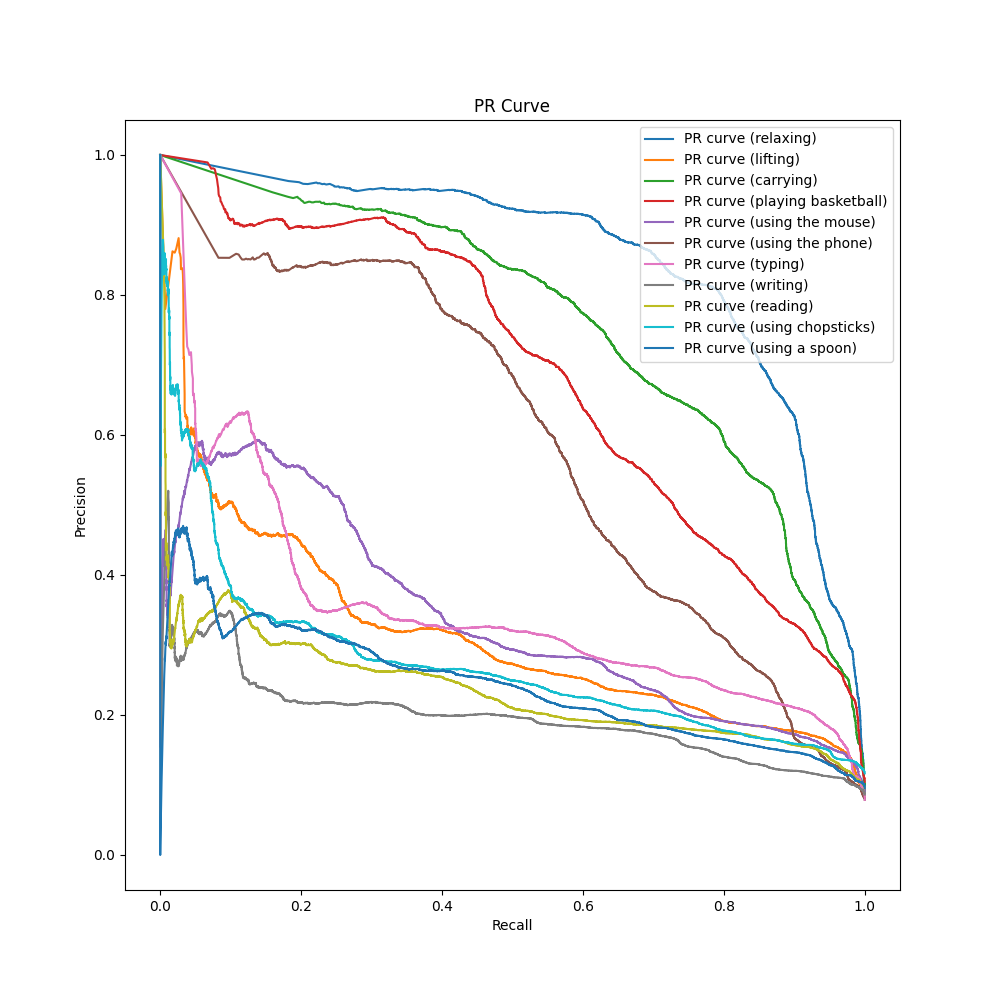 PR Curve
PR curve (relaxing)
PR curve (lifting)
PR curve (carrying)
PR curve (playing basketball)
PR curve (using the mouse)
PR curve (using the phone)
PR curve (typing)
PR curve (writing)
PR curve (reading)
PR curve (using chopsticks)
PR curve (using a spoon)
1.0
0.8
0.6
0.4
0.2
0.0
Precision
0.0 0.2 0.4 0.6 0.8 1.0
Recall